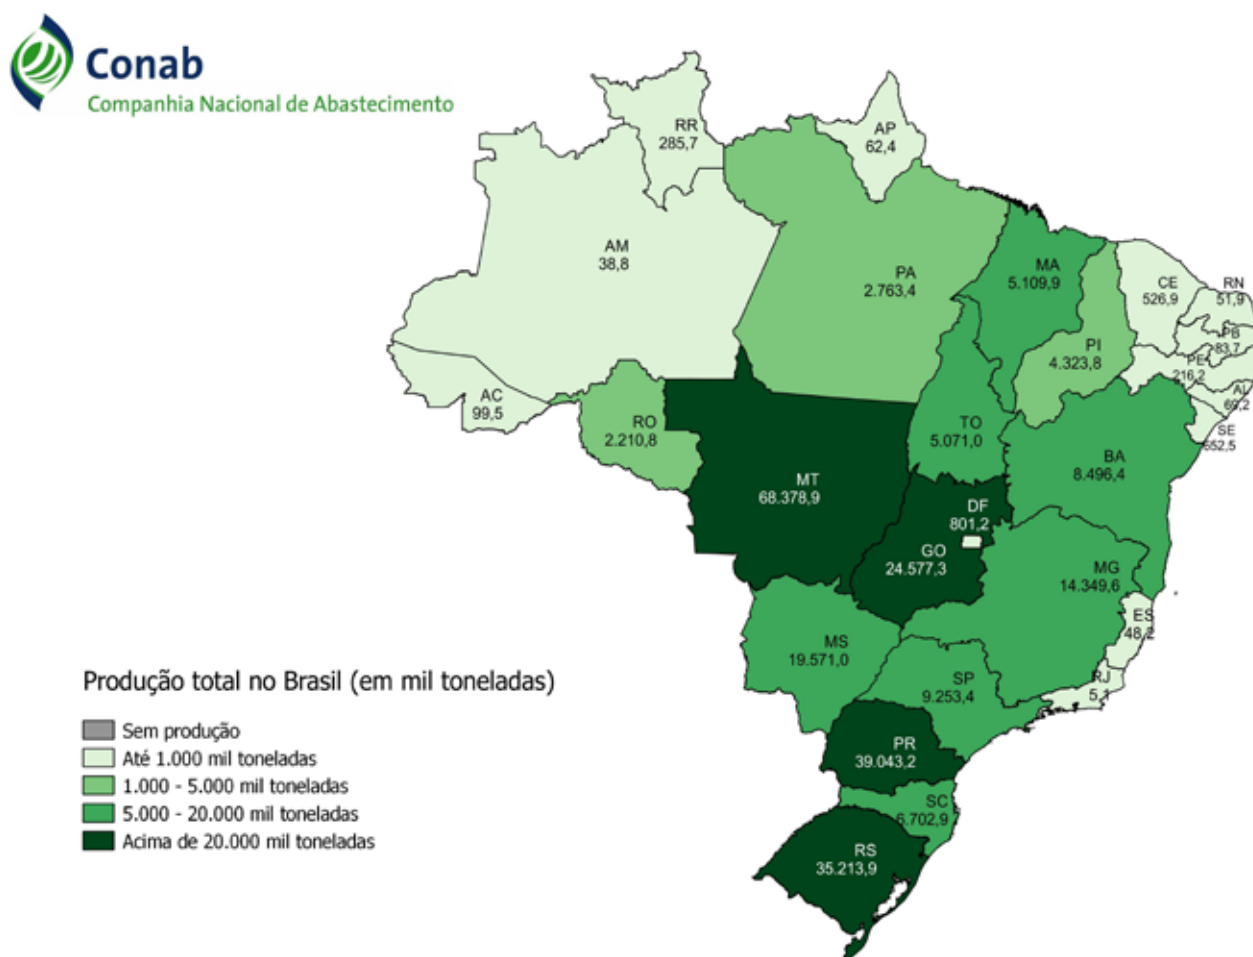 Conab
Companhia Nacional de Abastecimento
RR
285,7
AP
62,4
AM
38,8
PA
2.763,4
MA
5.109,9
CE
526,9
RN
51,9
PB
83,7
PI
4.323,8
PE
216,2
AL
69,2
SE
652,5
AC
99,5
RO
2.210,8
TO
5.071,0
BA
8.496,4
MT
68.378,9
DF
801,2
GO
24.577,3
MG
14.349,6
ES
48,2
MS
19.571,0
SP
9.253,4
RJ
5,1
PR
39.043,2
SC
6.702,9
RS
35.213,9
Produção total no Brasil (em mil toneladas)
Sem produção
Até 1.000 mil toneladas
1.000 - 5.000 mil toneladas
5.000 - 20.000 mil toneladas
Acima de 20.000 mil toneladas